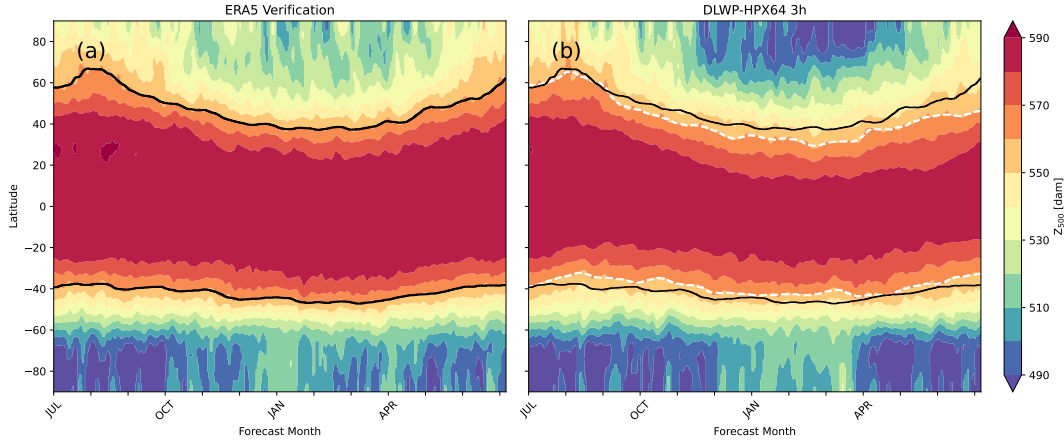 ERA5 Verification
DLWP-HPX64 3h
(a)
(b)
80
60
40
20
0
−20
−40
−60
−80
Latitude
JUL
OCT
JAN
APR
Forecast Month
JUL
OCT
JAN
APR
Forecast Month
590
570
550
530
510
490
Z500 [dam]